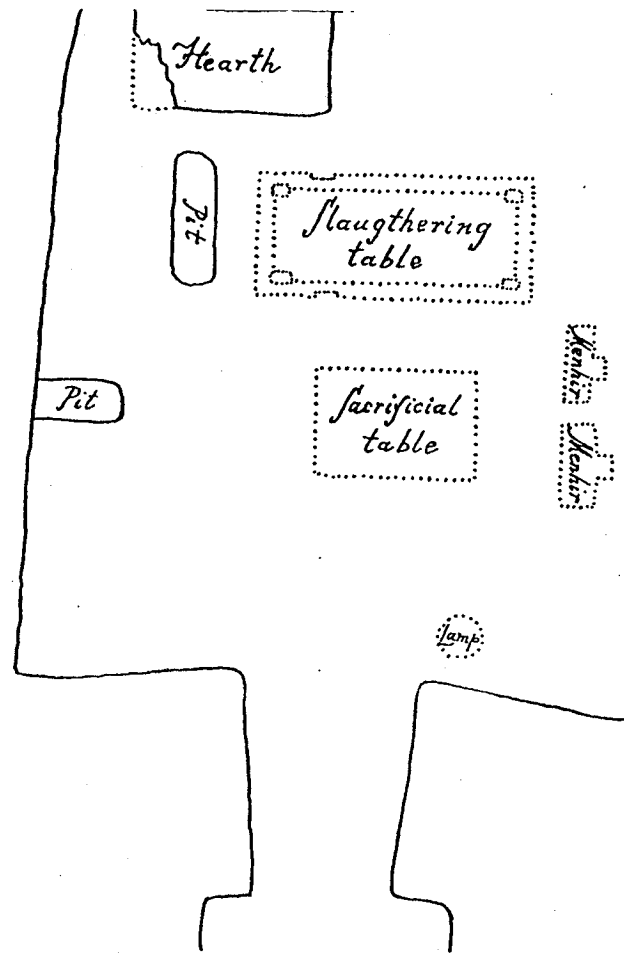 Hearth
Pit
Slaugthering
table
Menhir
Pit
Sacrificial
table
Menhir
Lamp